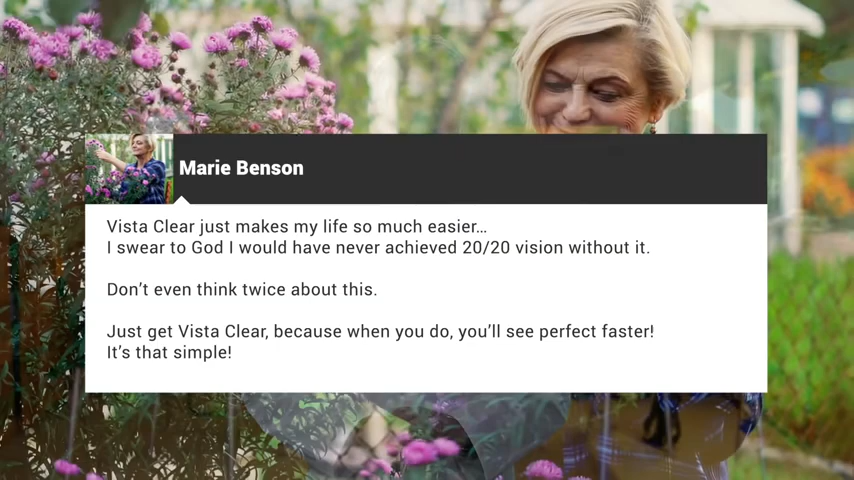 Marie Benson
Vista Clear just makes my life so much easier…
I swear to God I would have never achieved 20/20 vision without it.
Don’t even think twice about this.
Just get Vista Clear, because when you do, you’ll see perfect faster!
It’s that simple!